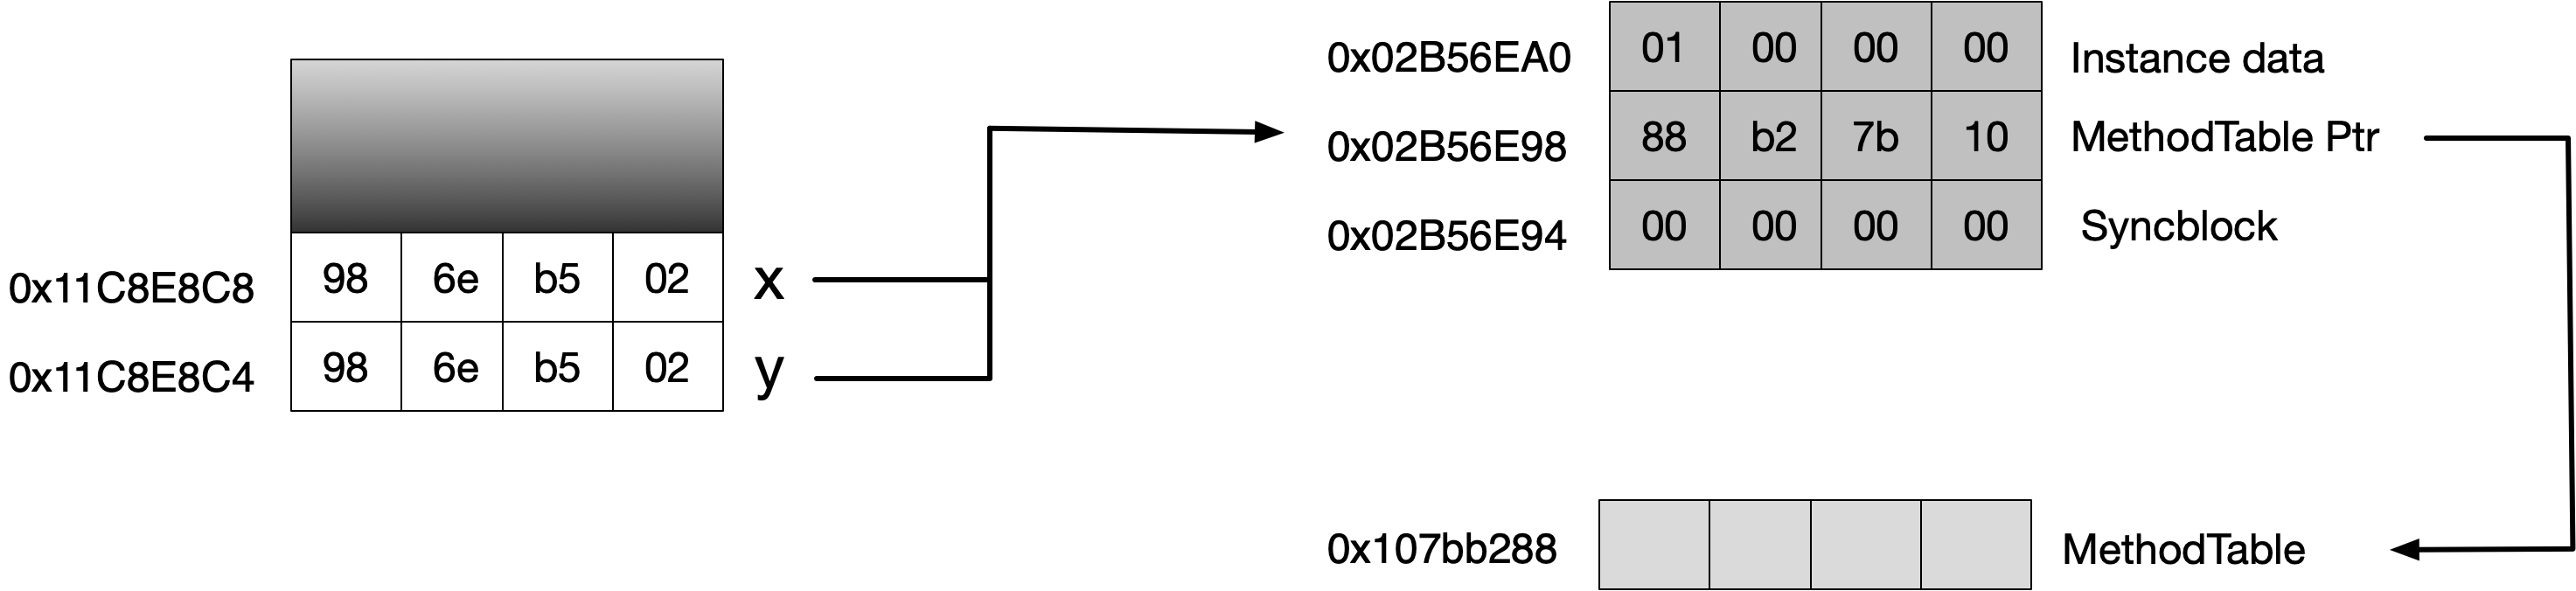 0x11C8E8C8 98 6e b5 02 x
0x11C8E8C4 98 6e b5 02 y
0x02B56EA0 01 00 00 00 Instance data
0x02B56E98 88 b2 7b 10 MethodTable Ptr
0x02B56E94 00 00 00 00 Syncblock
0x107bb288 MethodTable